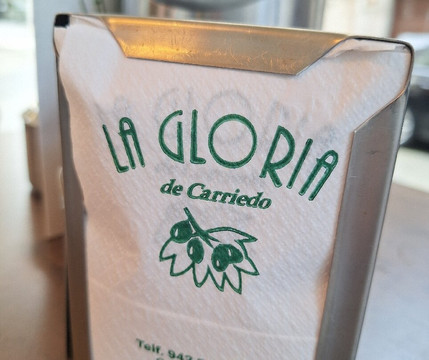 LA GLORIA
de Carriedo
Telf. 942